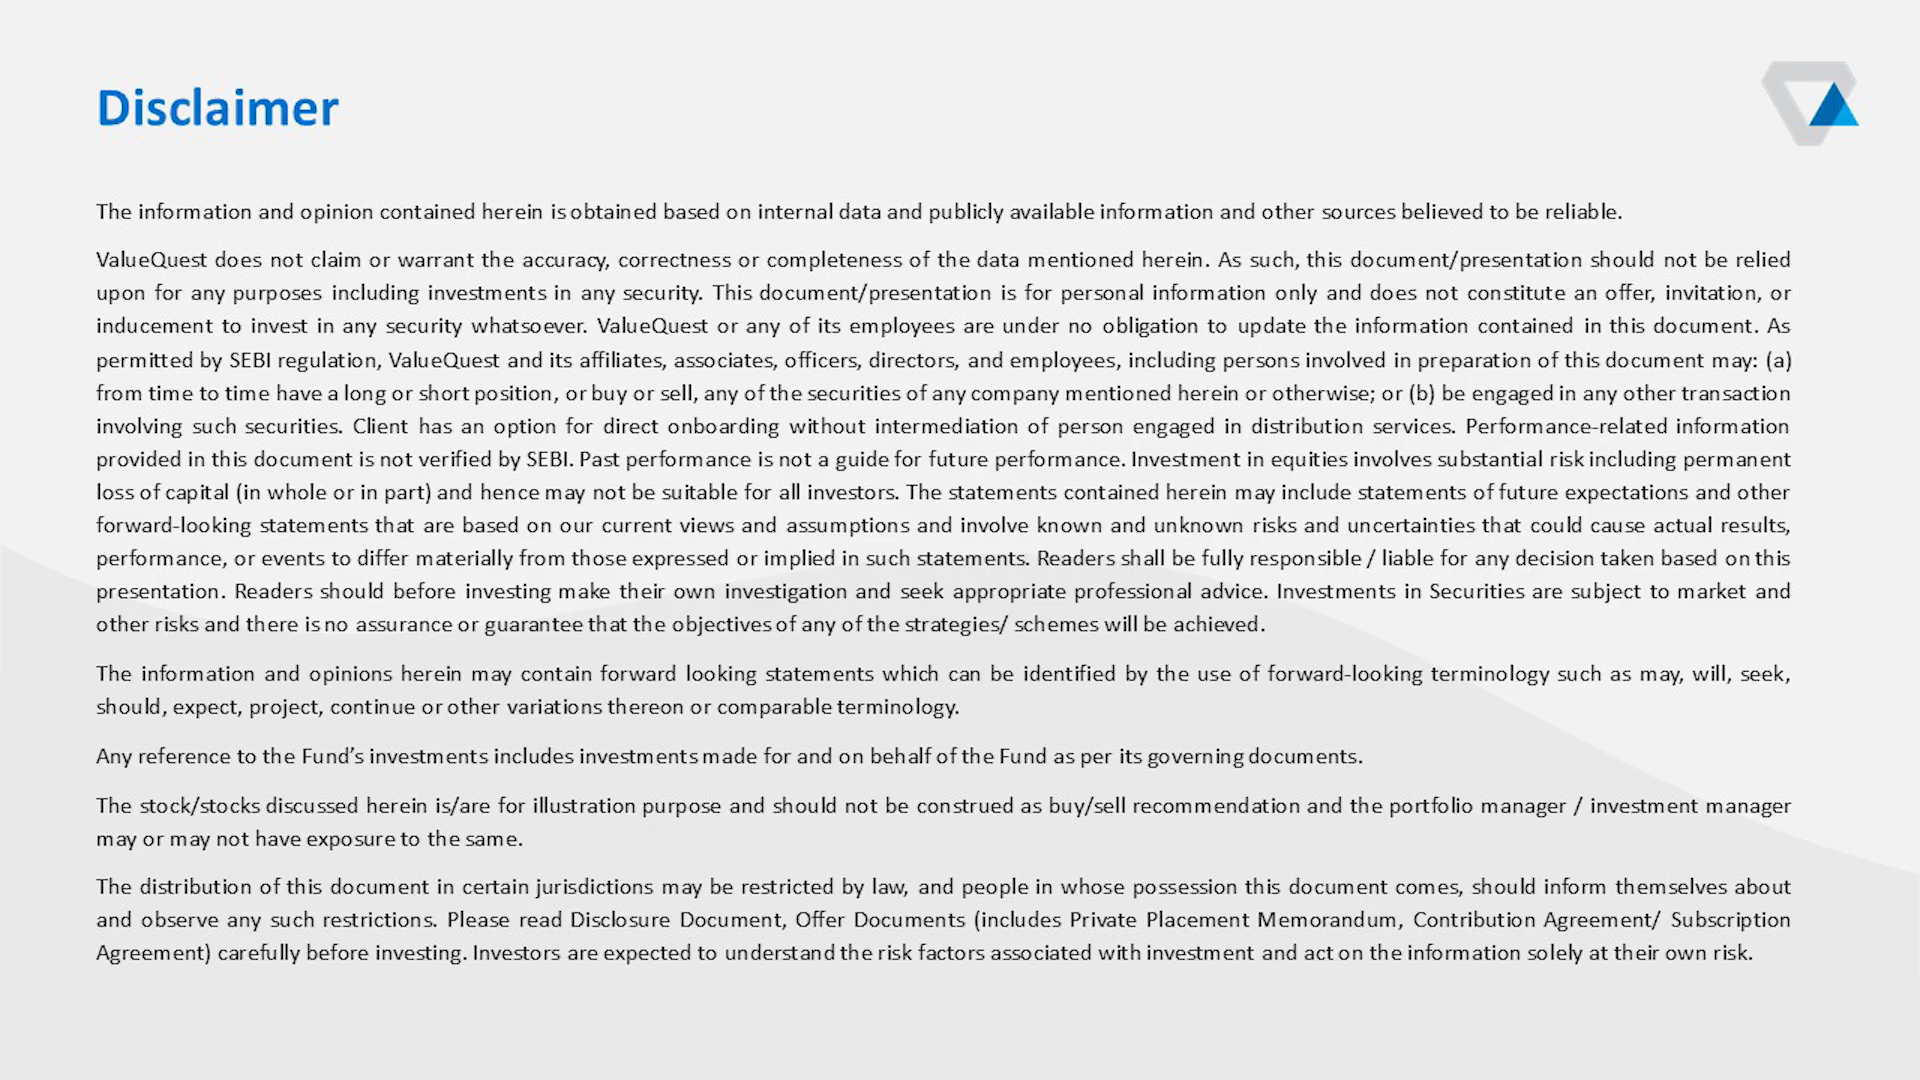 Disclaimer
The information and opinion contained herein is obtained based on internal data and publicly available information and other sources believed to be reliable.
ValueQuest does not claim or warrant the accuracy, correctness or completeness of the data mentioned herein. As such, this document/presentation should not be relied
upon for any purposes including investments in any security. This document/presentation is for personal information only and does not constitute an offer, invitation, or
inducement to invest in any security whatsoever. ValueQuest or any of its employees are under no obligation to update the information contained in this document. As
permitted by SEBI regulation, ValueQuest and its affiliates, associates, officers, directors, and employees, including persons involved in preparation of this document may: (a)
from time to time have a long or short position, or buy or sell, any of the securities of any company mentioned herein or otherwise; or (b) be engaged in any other transaction
involving such securities. Client has an option for direct onboarding without intermediation of person engaged in distribution services. Performance-related information
provided in this document is not verified by SEBI. Past performance is not a guide for future performance. Investment in equities involves substantial risk including permanent
loss of capital (in whole or in part) and hence may not be suitable for all investors. The statements contained herein may include statements of future expectations and other
forward-looking statements that are based on our current views and assumptions and involve known and unknown risks and uncertainties that could cause actual results,
performance, or events to differ materially from those expressed or implied in such statements. Readers shall be fully responsible / liable for any decision taken based on this
presentation. Readers should before investing make their own investigation and seek appropriate professional advice. Investments in Securities are subject to market and
other risks and there is no assurance or guarantee that the objectives of any of the strategies/ schemes will be achieved.
The information and opinions herein may contain forward looking statements which can be identified by the use of forward-looking terminology such as may, will, seek,
should, expect, project, continue or other variations thereon or comparable terminology.
Any reference to the Fund’s investments includes investments made for and on behalf of the Fund as per its governing documents.
The stock/stocks discussed herein is/are for illustration purpose and should not be construed as buy/sell recommendation and the portfolio manager / investment manager
may or may not have exposure to the same.
The distribution of this document in certain jurisdictions may be restricted by law, and people in whose possession this document comes, should inform themselves about
and observe any such restrictions. Please read Disclosure Document, Offer Documents (includes Private Placement Memorandum, Contribution Agreement/ Subscription
Agreement) carefully before investing. Investors are expected to understand the risk factors associated with investment and act on the information solely at their own risk.